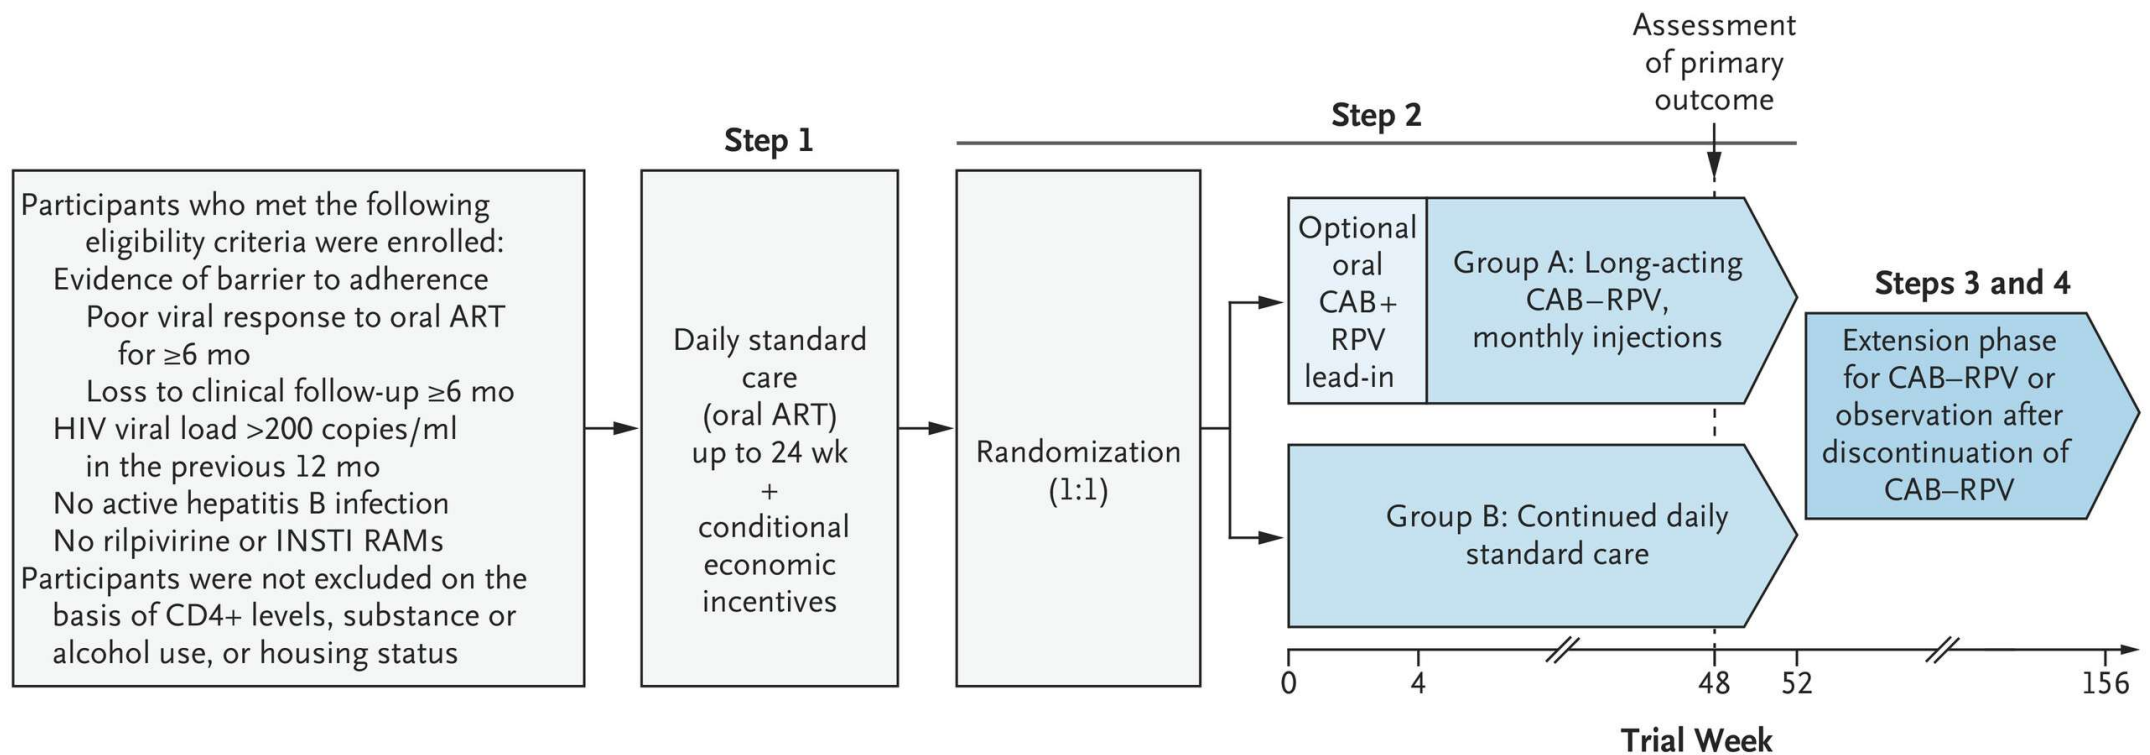 Participants who met the following
eligibility criteria were enrolled:
Evidence of barrier to adherence
Poor viral response to oral ART
for ≥6 mo
Loss to clinical follow-up ≥6 mo
HIV viral load >200 copies/ml
in the previous 12 mo
No active hepatitis B infection
No rilpivirine or INSTI RAMs
Participants were not excluded on the
basis of CD4+ levels, substance or
alcohol use, or housing status
Step 1
Daily standard
care
(oral ART)
up to 24 wk
+
conditional
economic
incentives
Step 2
Randomization
(1:1)
Assessment
of primary
outcome
Optional
oral
CAB+
RPV
lead-in
Group A: Long-acting
CAB–RPV,
monthly injections
Group B: Continued daily
standard care
Steps 3 and 4
Extension phase
for CAB–RPV or
observation after
discontinuation of
CAB–RPV
0 4 48 52 156
Trial Week